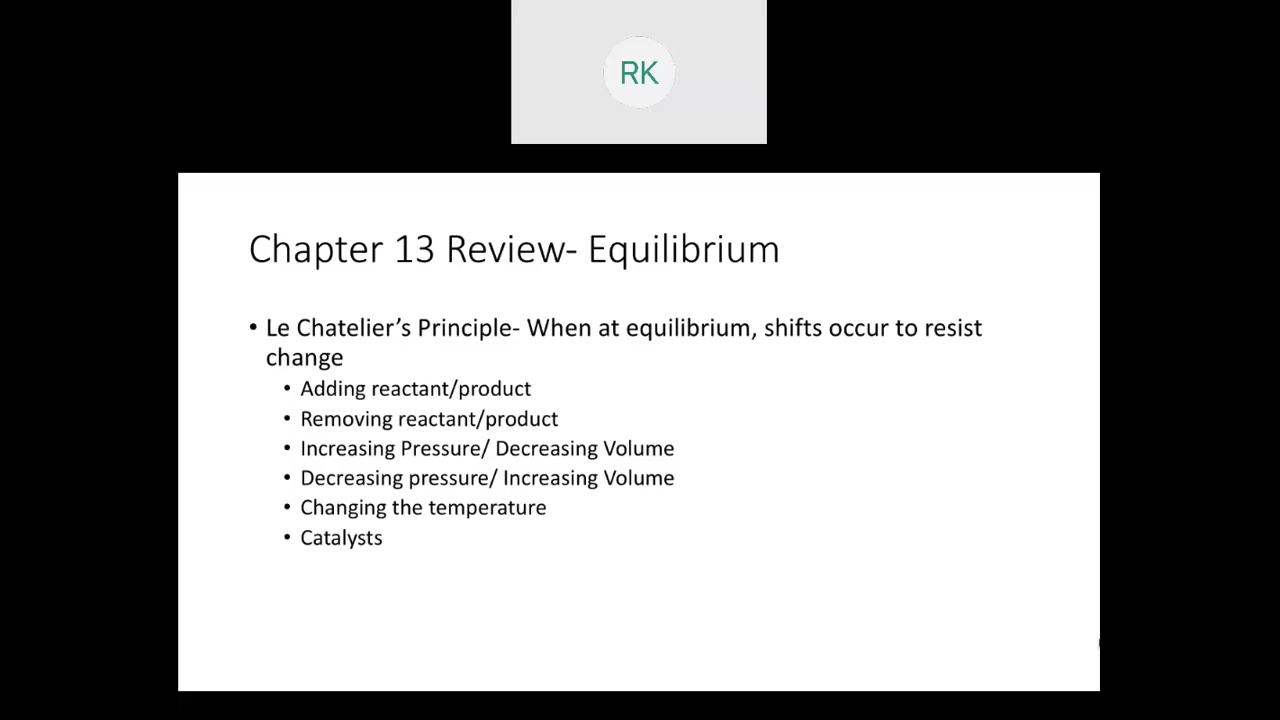 RK
Chapter 13 Review- Equilibrium
• Le Chatelier’s Principle- When at equilibrium, shifts occur to resist
change
• Adding reactant/product
• Removing reactant/product
• Increasing Pressure/ Decreasing Volume
• Decreasing pressure/ Increasing Volume
• Changing the temperature
• Catalysts